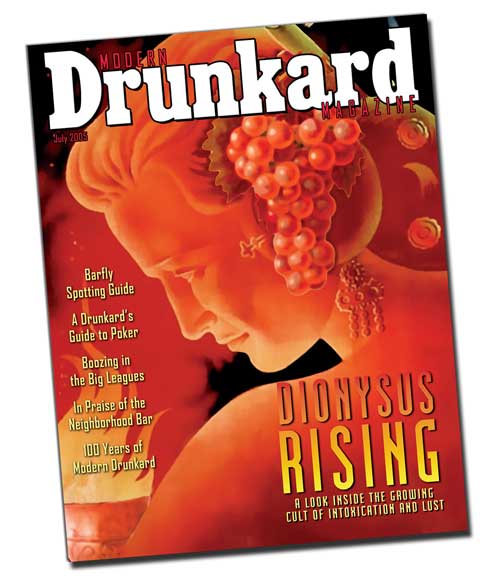 MODERN
Drunkard
MAGAZINE
July 2005
Barfly
Spotting Guide
A Drunkard's
Guide to Poker
Boozing in
the Big Leagues
In Praise of the
Neighborhood Bar
100 Years of
Modern Drunkard
DIONYSUS
RISING
A LOOK INSIDE THE GROWING
CULT OF INTOXICATION AND LUST